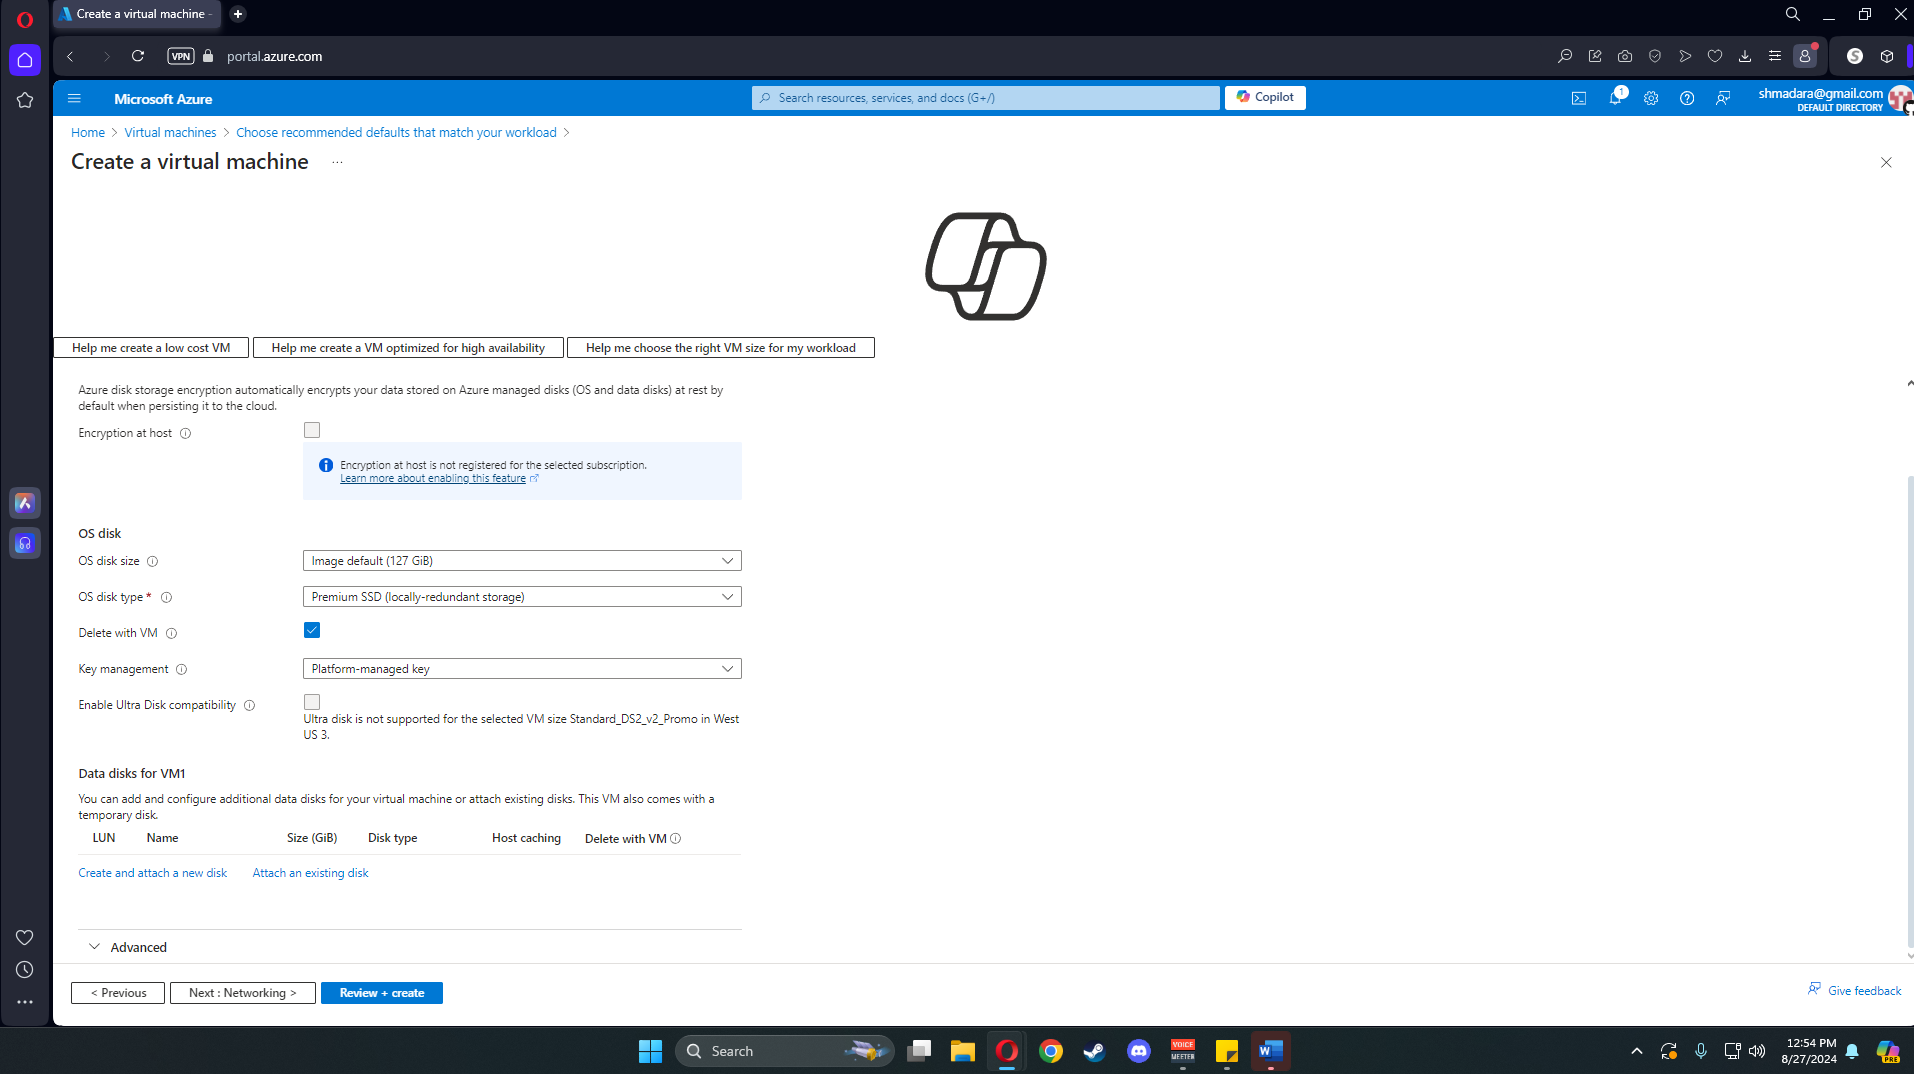 Create a virtual machine -
VPN
portal.azure.com
Microsoft Azure
Search resources, services, and docs (G+/)
Copilot
1
shmadara@gmail.com
DEFAULT DIRECTORY
Home > Virtual machines > Choose recommended defaults that match your workload >
Create a virtual machine ...
Help me create a low cost VM
Help me create a VM optimized for high availability
Help me choose the right VM size for my workload
Azure disk storage encryption automatically encrypts your data stored on Azure managed disks (OS and data disks) at rest by
default when persisting it to the cloud.
Encryption at host
Encryption at host is not registered for the selected subscription.
Learn more about enabling this feature
OS disk
OS disk size
Image default (127 GiB)
OS disk type *
Premium SSD (locally-redundant storage)
Delete with VM
Key management
Platform-managed key
Enable Ultra Disk compatibility
Ultra disk is not supported for the selected VM size Standard_DS2_v2_Promo in West
US 3.
Data disks for VM1
You can add and configure additional data disks for your virtual machine or attach existing disks. This VM also comes with a
temporary disk.
LUN Name Size (GiB) Disk type Host caching Delete with VM
Create and attach a new disk Attach an existing disk
Advanced
< Previous
Next : Networking >
Review + create
Give feedback
Search
VOICE
MEETER
12:54 PM
8/27/2024
PRE